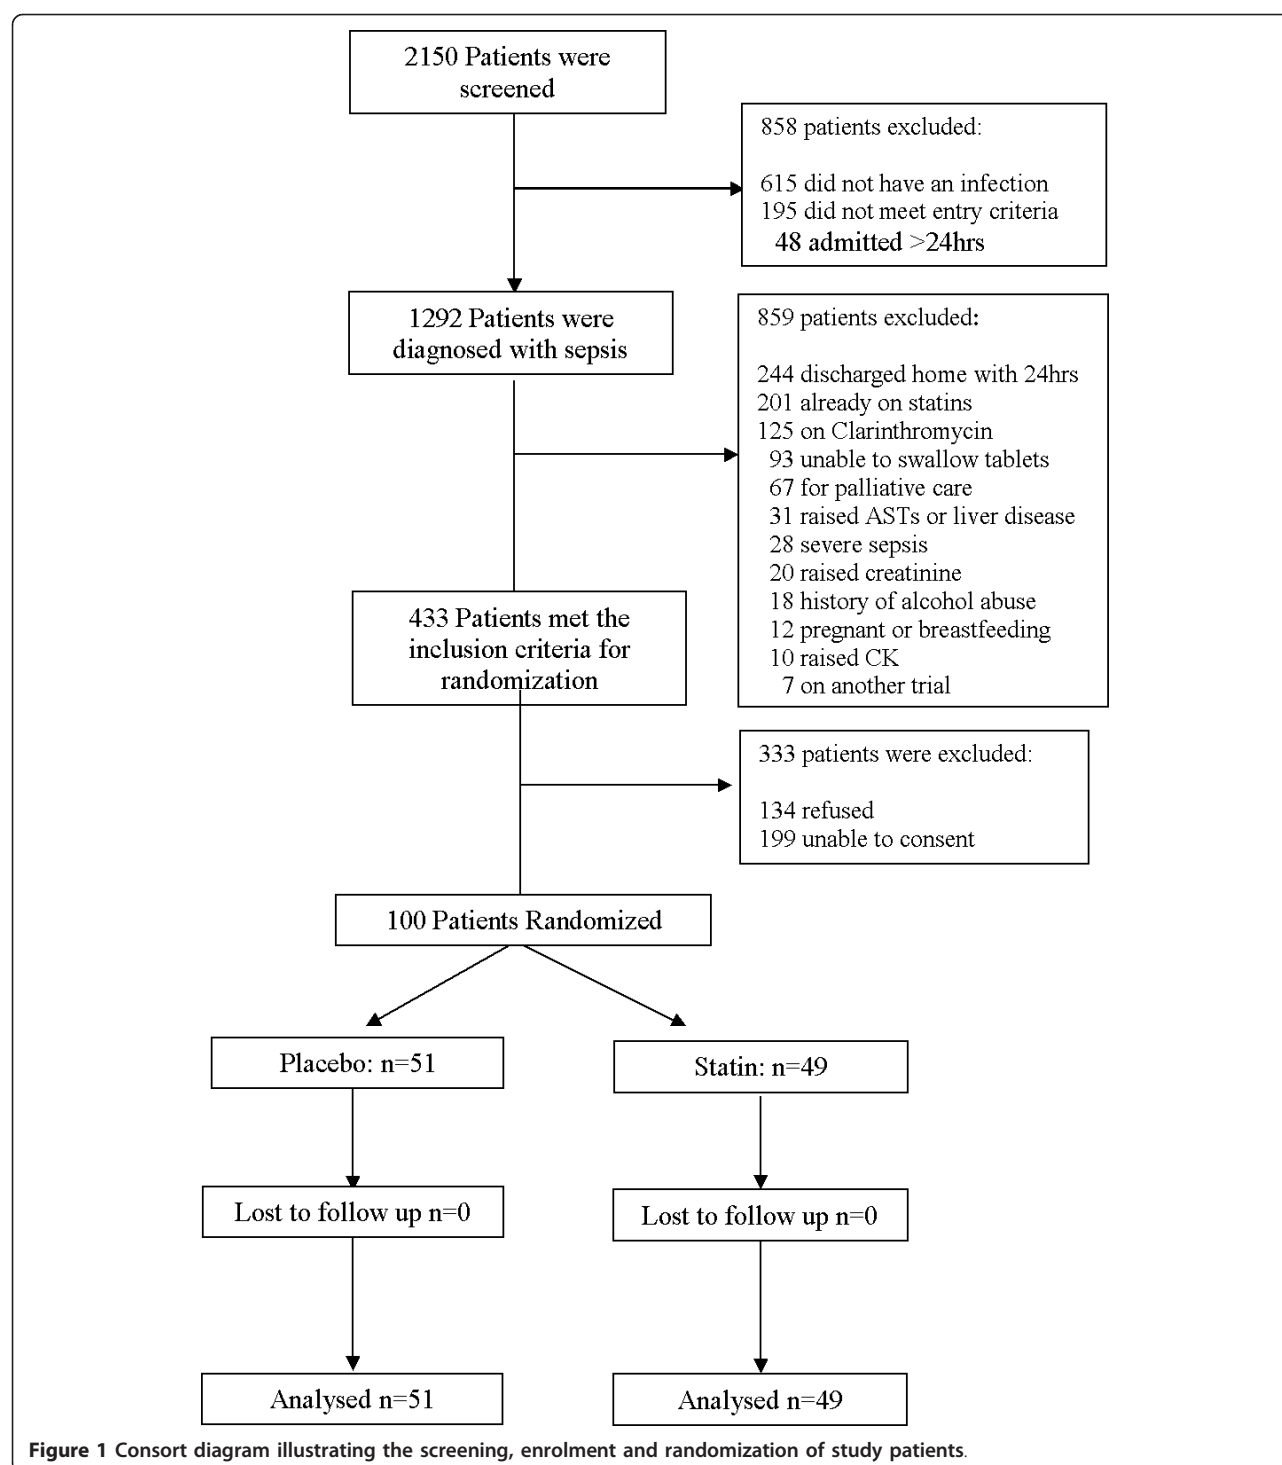 2150 Patients were
screened
858 patients excluded:
615 did not have an infection
195 did not meet entry criteria
48 admitted >24hrs
1292 Patients were
diagnosed with sepsis
859 patients excluded:
244 discharged home with 24hrs
201 already on statins
125 on Clarinthromycin
93 unable to swallow tablets
67 for palliative care
31 raised ASTs or liver disease
28 severe sepsis
20 raised creatinine
18 history of alcohol abuse
12 pregnant or breastfeeding
10 raised CK
7 on another trial
433 Patients met the
inclusion criteria for
randomization
333 patients were excluded:
134 refused
199 unable to consent
100 Patients Randomized
Placebo: n=51
Statin: n=49
Lost to follow up n=0
Lost to follow up n=0
Analysed n=51
Analysed n=49
Figure 1 Consort diagram illustrating the screening, enrolment and randomization of study patients.